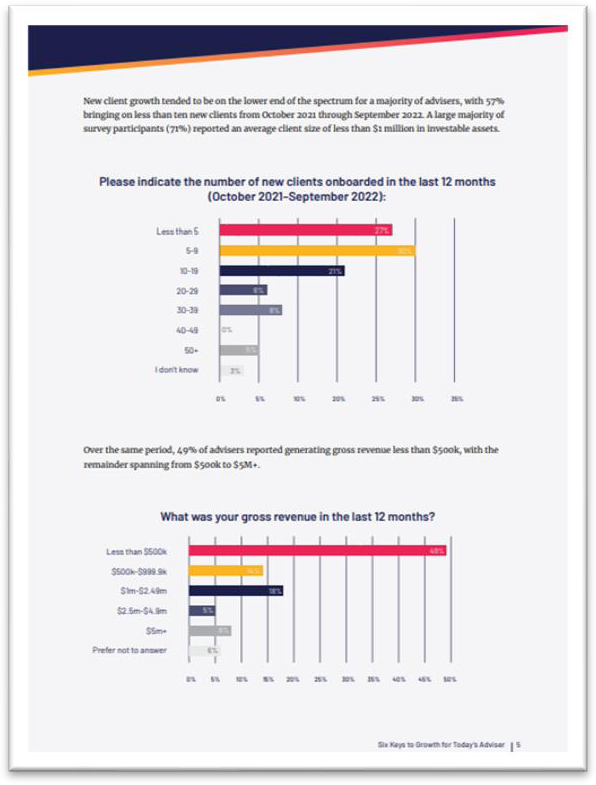 New client growth tended to be on the lower end of the spectrum for a majority of advisers, with 57%
bringing on less than ten new clients from October 2021 through September 2022. A large majority of
survey participants (71%) reported an average client size of less than $1 million in investable assets.
Please indicate the number of new clients onboarded in the last 12 months
(October 2021–September 2022):
Less than 5 27%
5-9 30%
10-19 21%
20-29 6%
30-39 8%
40-49 0%
50+ 5%
I don't know 3%
0% 5% 10% 20% 25% 30% 35%
Over the same period, 49% of advisers reported generating gross revenue less than $500k, with the
remainder spanning from $500k to $5M+.
What was your gross revenue in the last 12 months?
Less than $500k 49%
$500k-$999.9k 14%
$1m-$2.49m 18%
$2.5m-$4.9m 5%
$5m+ 8%
Prefer not to answer 6%
0% 5% 10% 15% 20% 25% 30% 35% 40% 45% 50%
Six Keys to Growth for Today's Adviser | 5